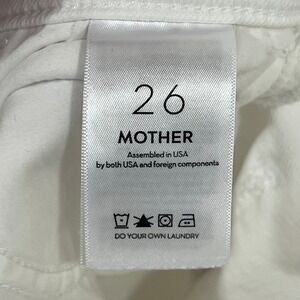 26
MOTHER
Assembled in USA
by both USA and foreign components
DO YOUR OWN LAUNDRY